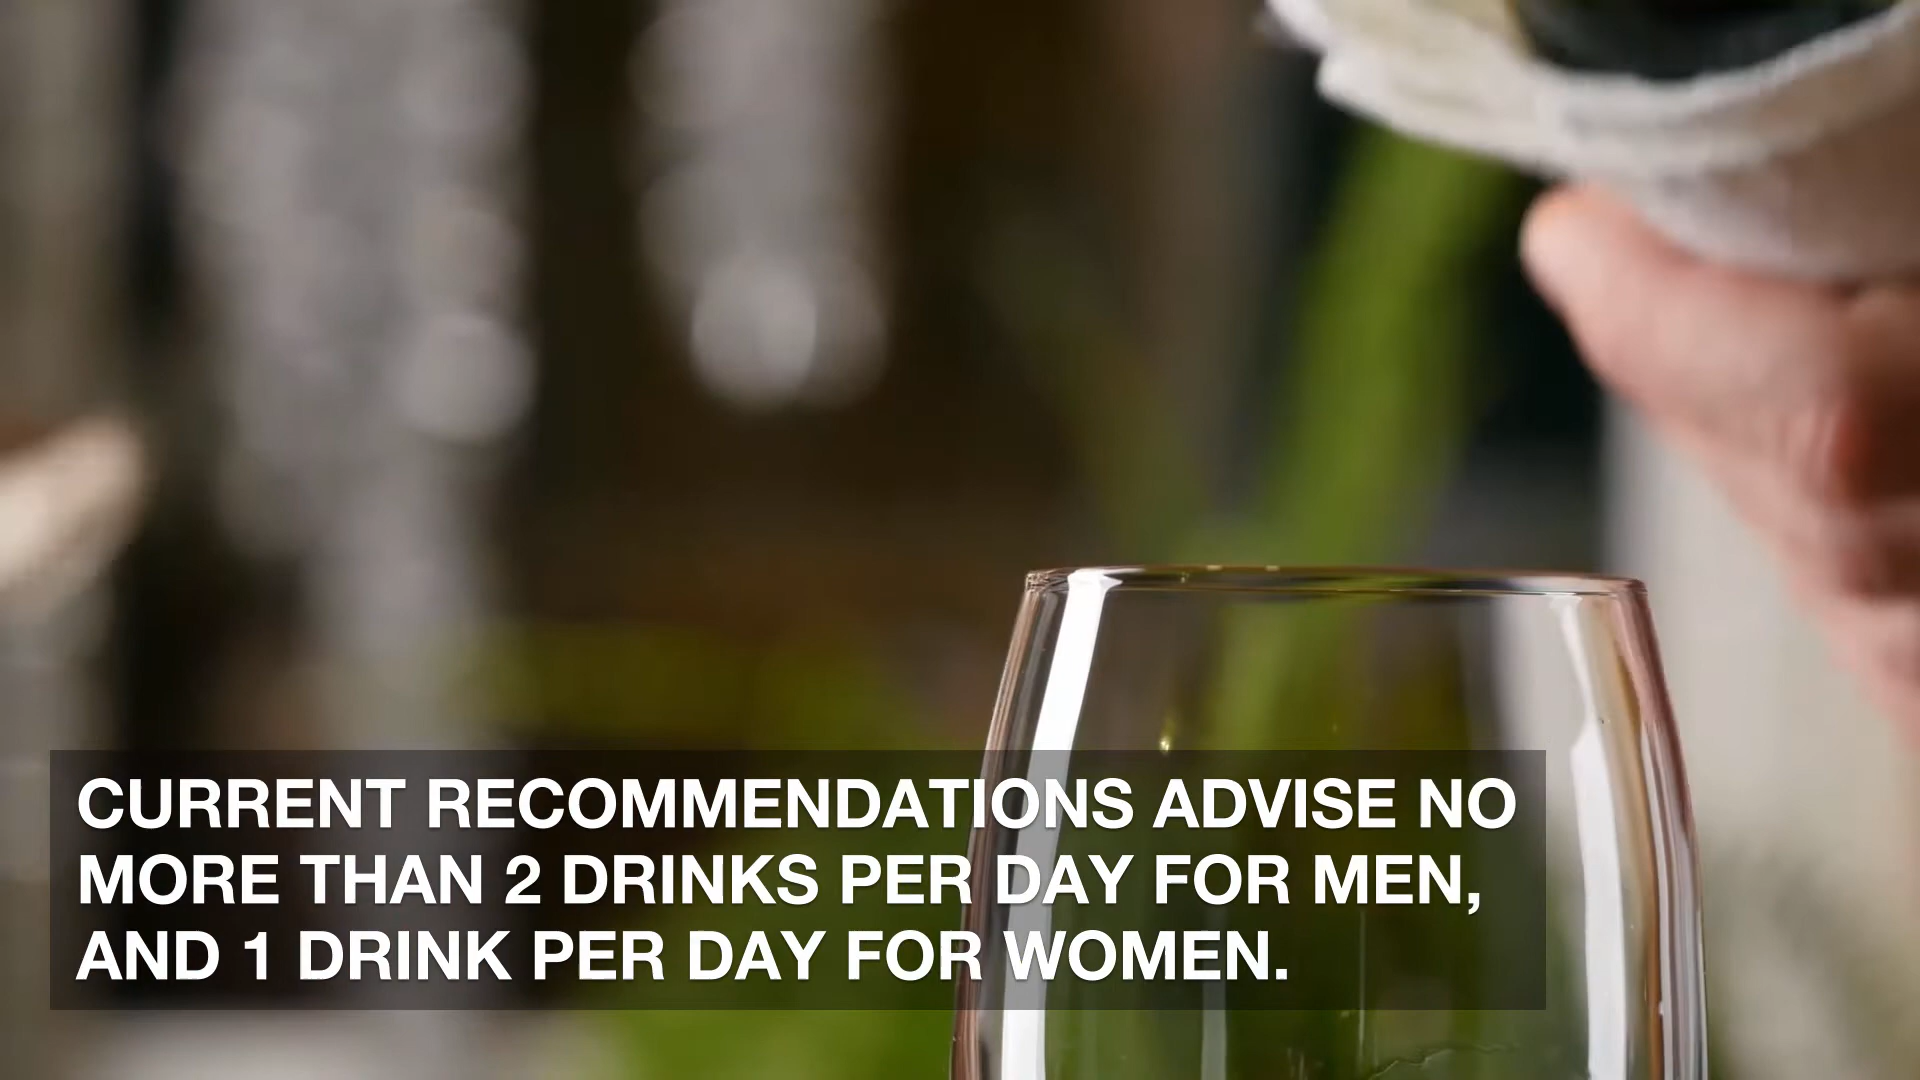 CURRENT RECOMMENDATIONS ADVISE NO
MORE THAN 2 DRINKS PER DAY FOR MEN,
AND 1 DRINK PER DAY FOR WOMEN.